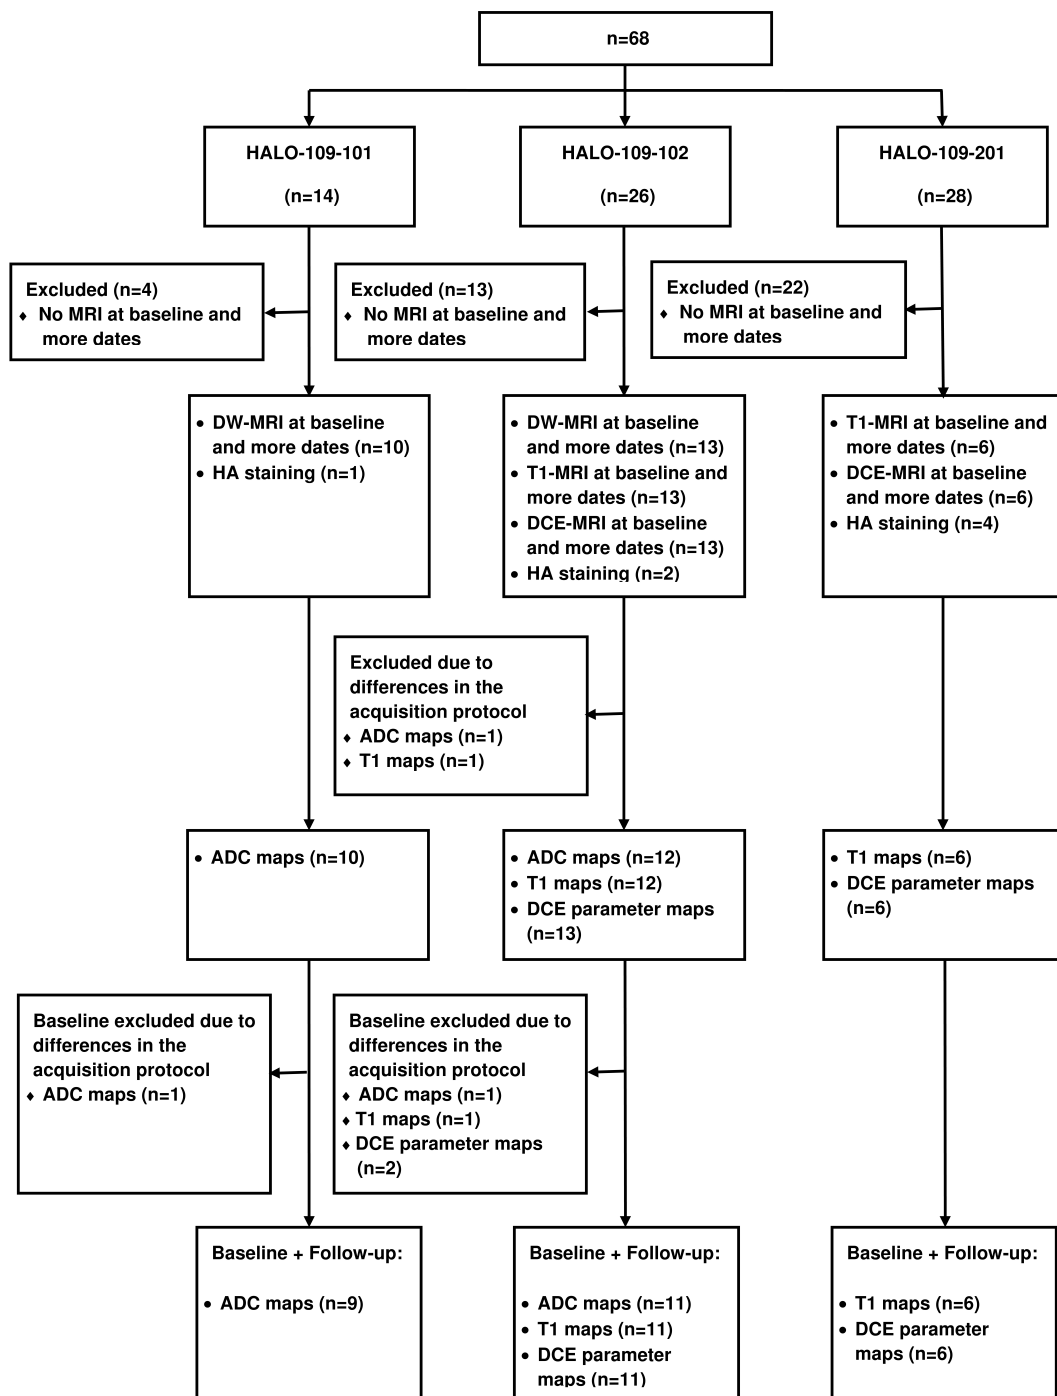 n=68
HALO-109-101
(n=14)
HALO-109-102
(n=26)
HALO-109-201
(n=28)
Excluded (n=4)
♦ No MRI at baseline and
more dates
Excluded (n=13)
♦ No MRI at baseline and
more dates
Excluded (n=22)
♦ No MRI at baseline and
more dates
• DW-MRI at baseline
and more dates (n=10)
• HA staining (n=1)
• DW-MRI at baseline
and more dates (n=13)
• T1-MRI at baseline and
more dates (n=13)
• DCE-MRI at baseline
and more dates (n=13)
• HA staining (n=2)
• T1-MRI at baseline and
more dates (n=6)
• DCE-MRI at baseline
and more dates (n=6)
• HA staining (n=4)
Excluded due to
differences in the
acquisition protocol
♦ ADC maps (n=1)
♦ T1 maps (n=1)
• ADC maps (n=10)
• ADC maps (n=12)
• T1 maps (n=12)
• DCE parameter maps
(n=13)
• T1 maps (n=6)
• DCE parameter maps
(n=6)
Baseline excluded due to
differences in the
acquisition protocol
♦ ADC maps (n=1)
Baseline excluded due to
differences in the
acquisition protocol
♦ ADC maps (n=1)
♦ T1 maps (n=1)
♦ DCE parameter maps
(n=2)
Baseline + Follow-up:
• ADC maps (n=9)
Baseline + Follow-up:
• ADC maps (n=11)
• T1 maps (n=11)
• DCE parameter
maps (n=11)
Baseline + Follow-up:
• T1 maps (n=6)
• DCE parameter
maps (n=6)